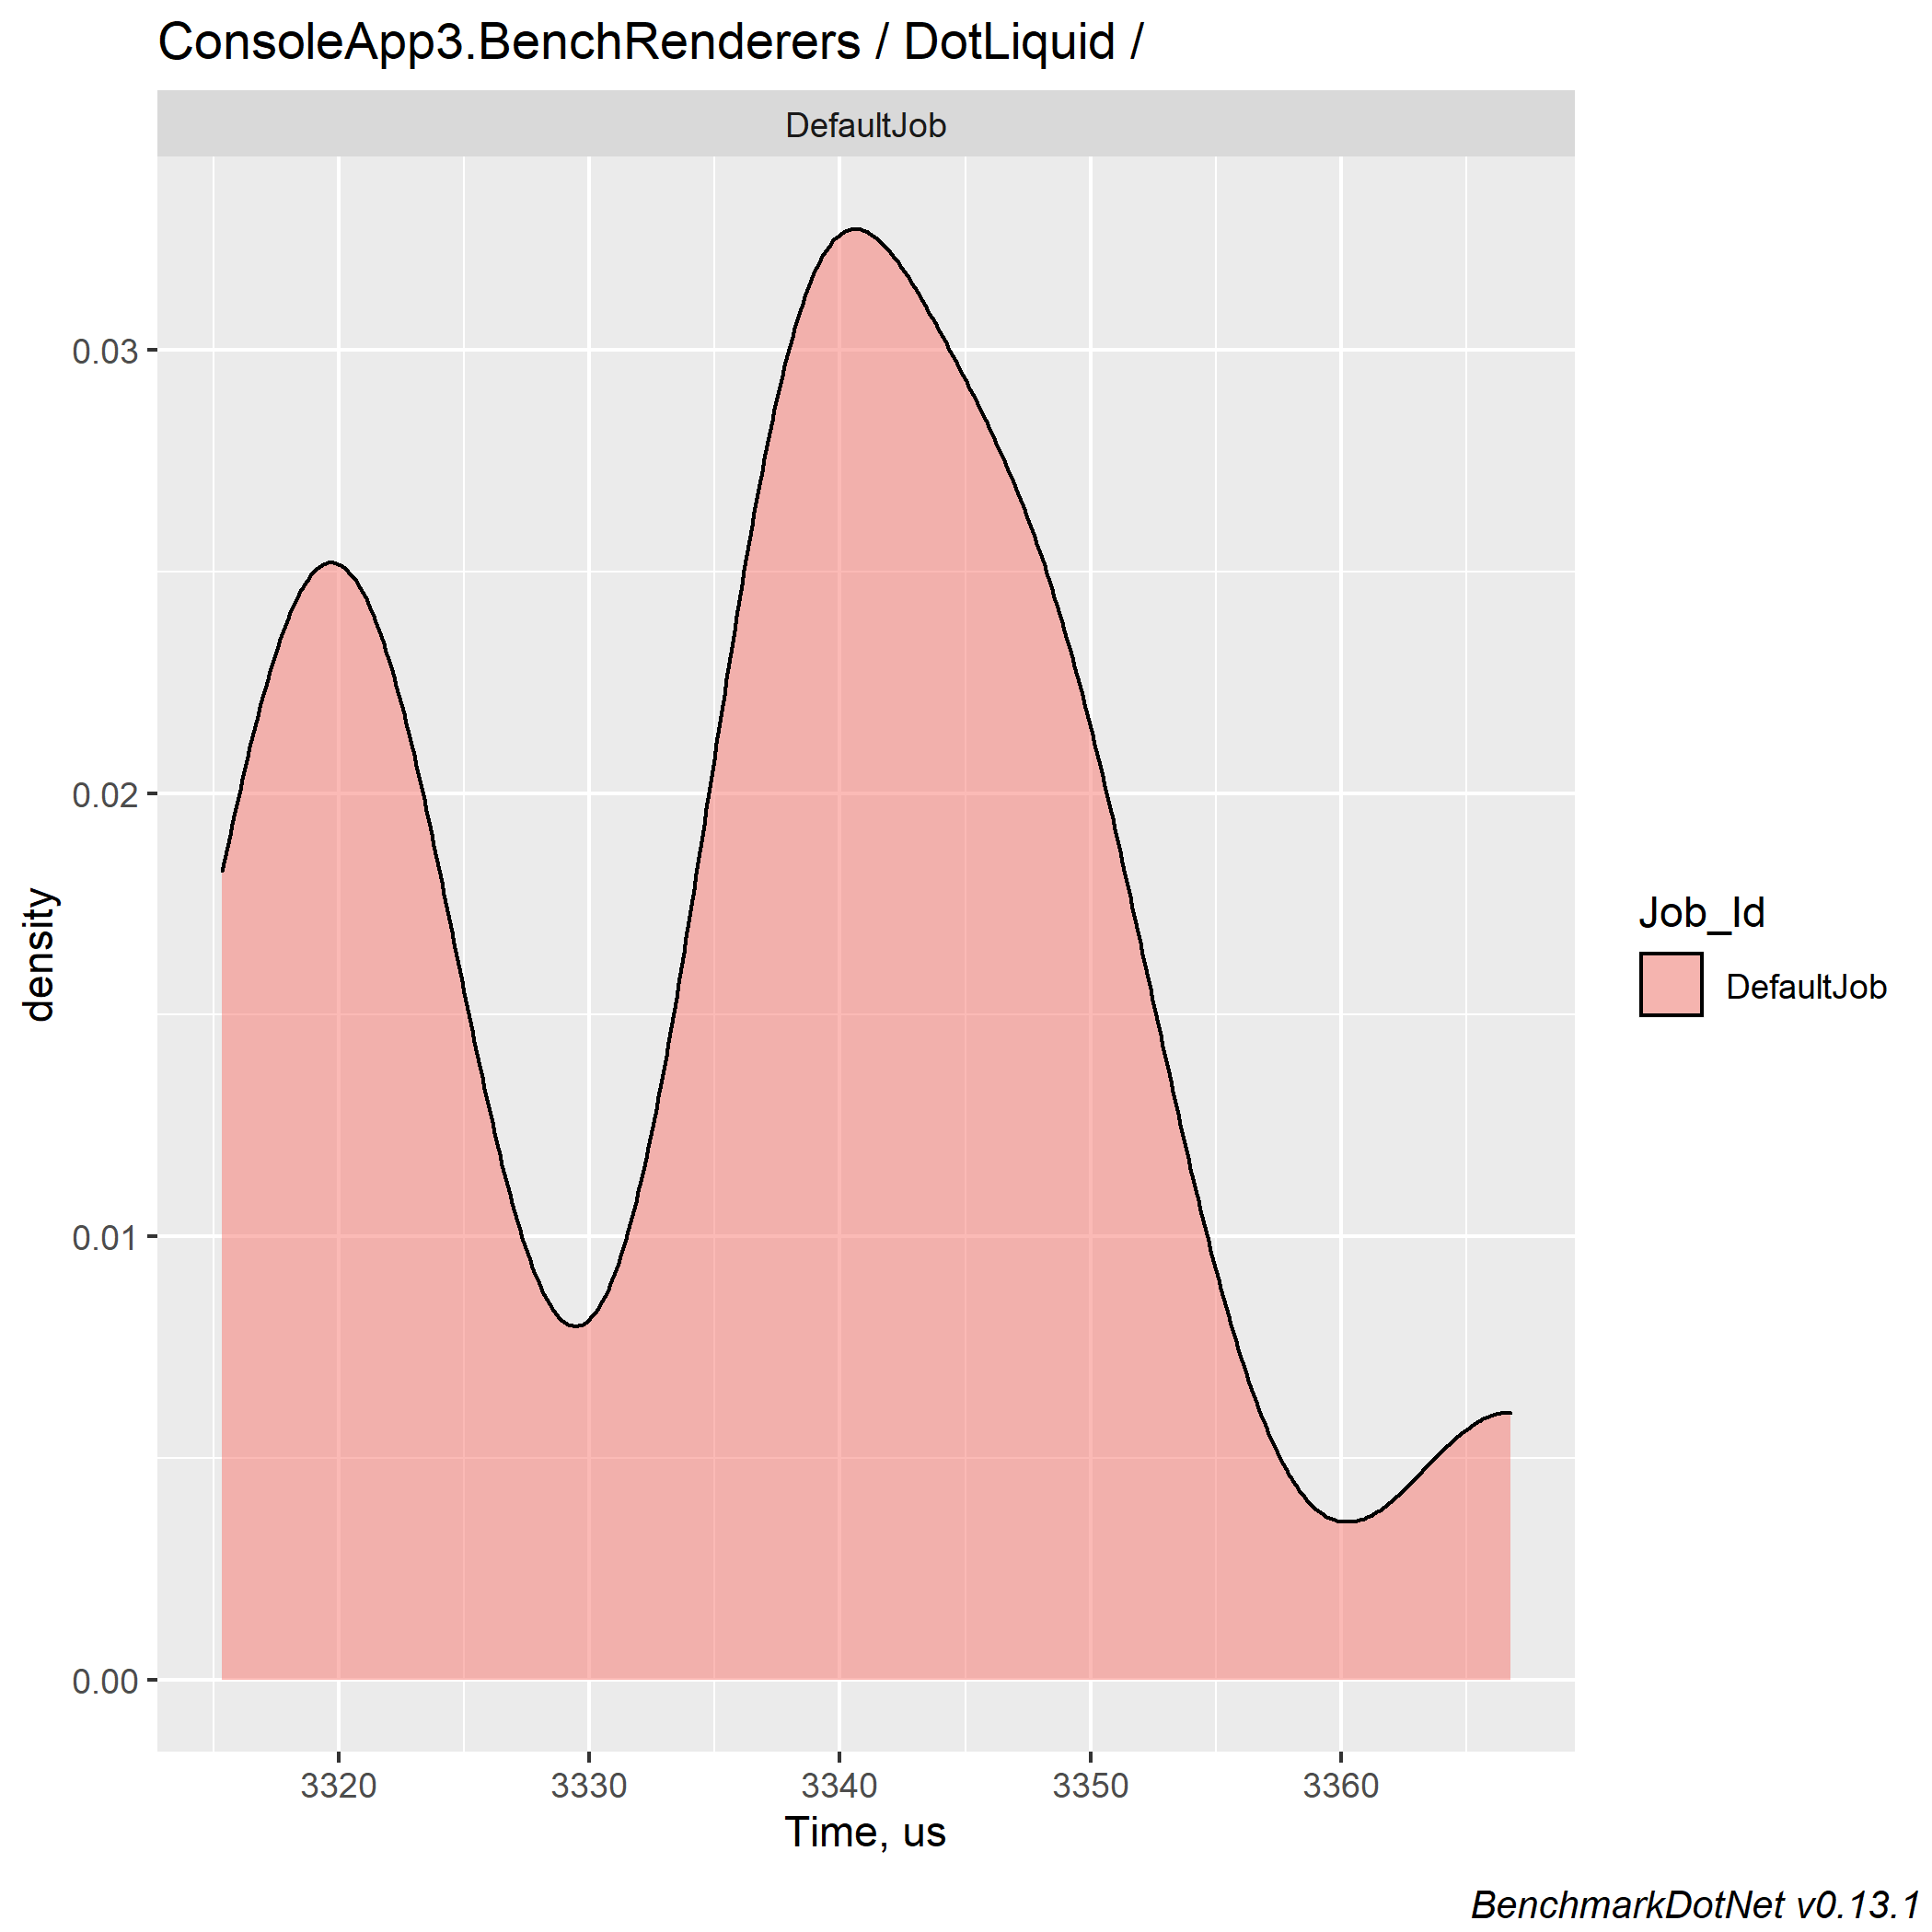 ConsoleApp3.BenchRenderers / DotLiquid /
DefaultJob
0.03
0.02
0.01
0.00
density
3320 3330 3340 3350 3360
Time, us
Job_Id
DefaultJob
BenchmarkDotNet v0.13.1